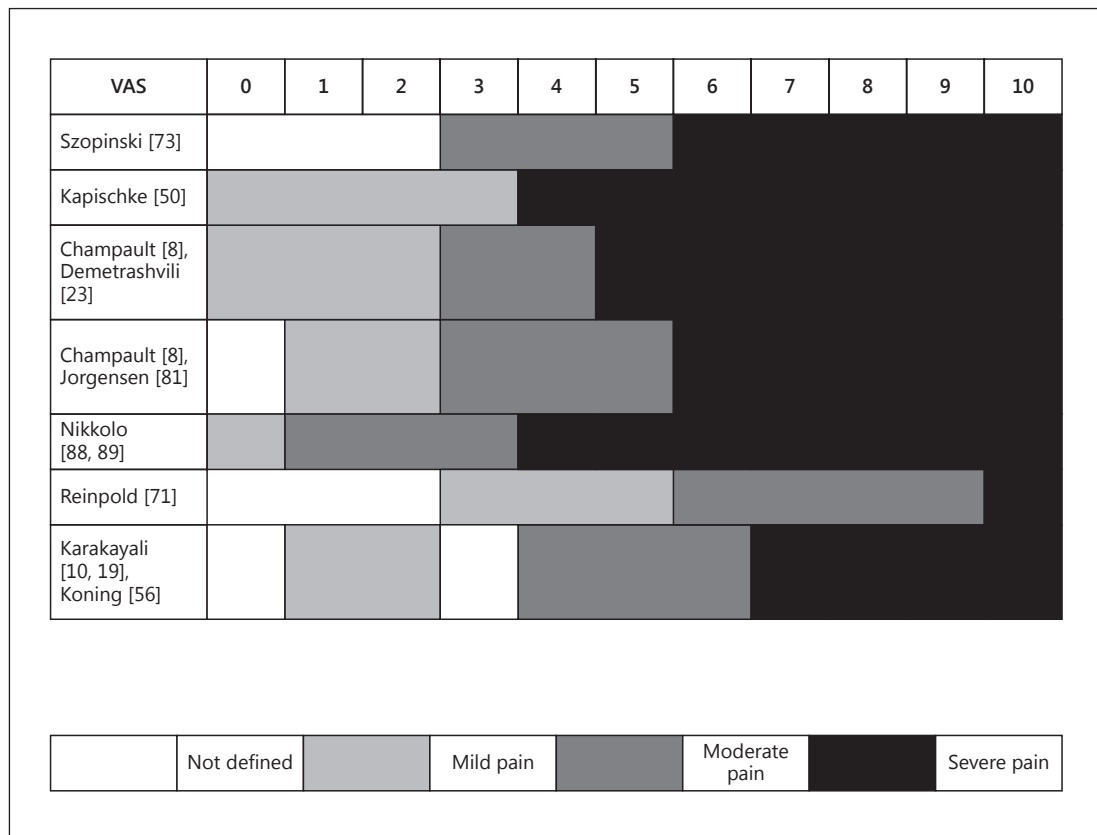 VAS 0 1 2 3 4 5 6 7 8 9 10
Szopinski [73]
Kapischke [50]
Champault [8],
Demetrashvili
[23]
Champault [8],
Jorgensen [81]
Nikkolo
[88, 89]
Reinpold [71]
Karakayali
[10, 19],
Koning [56]
Not defined Mild pain Moderate
pain Severe pain